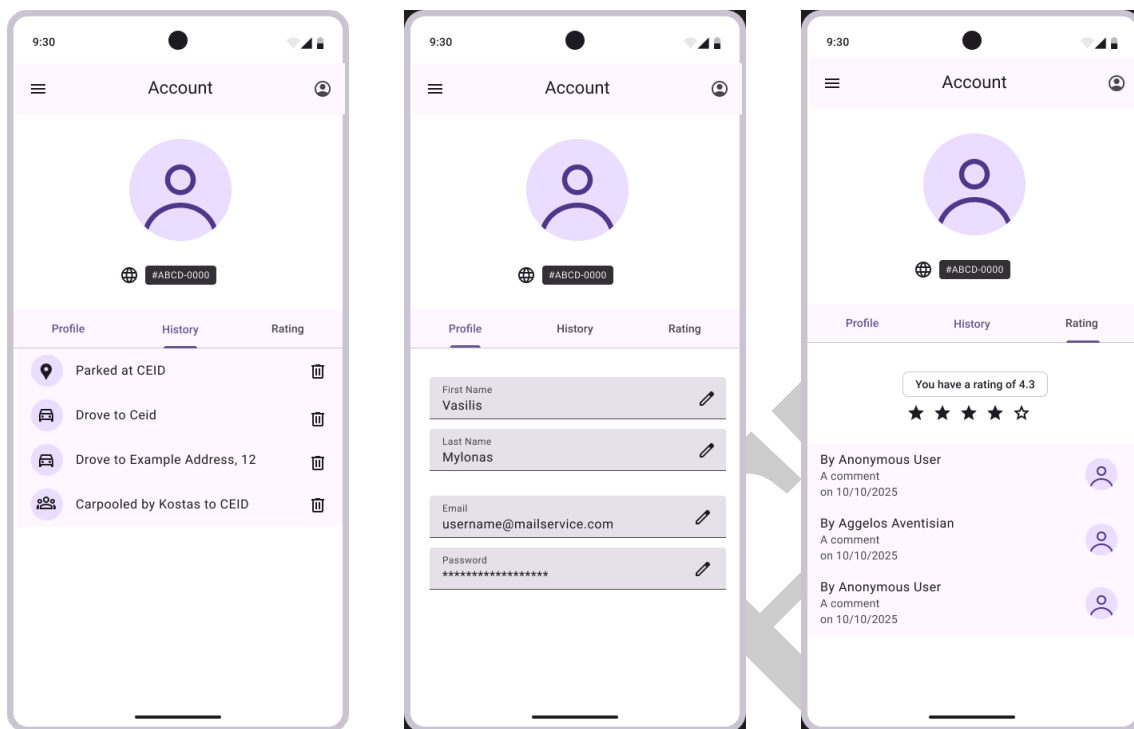 9:30
Account
#ABCD-0000
Profile History Rating
Parked at CEID
Drove to Ceid
Drove to Example Address, 12
Carpooled by Kostas to CEID
9:30
Account
#ABCD-0000
Profile History Rating
First Name
Vasilis
Last Name
Mylonas
Email
username@mailservice.com
Password
******************
9:30
Account
#ABCD-0000
Profile History Rating
You have a rating of 4.3
By Anonymous User
A comment
on 10/10/2025
By Aggelos Aventisian
A comment
on 10/10/2025
By Anonymous User
A comment
on 10/10/2025